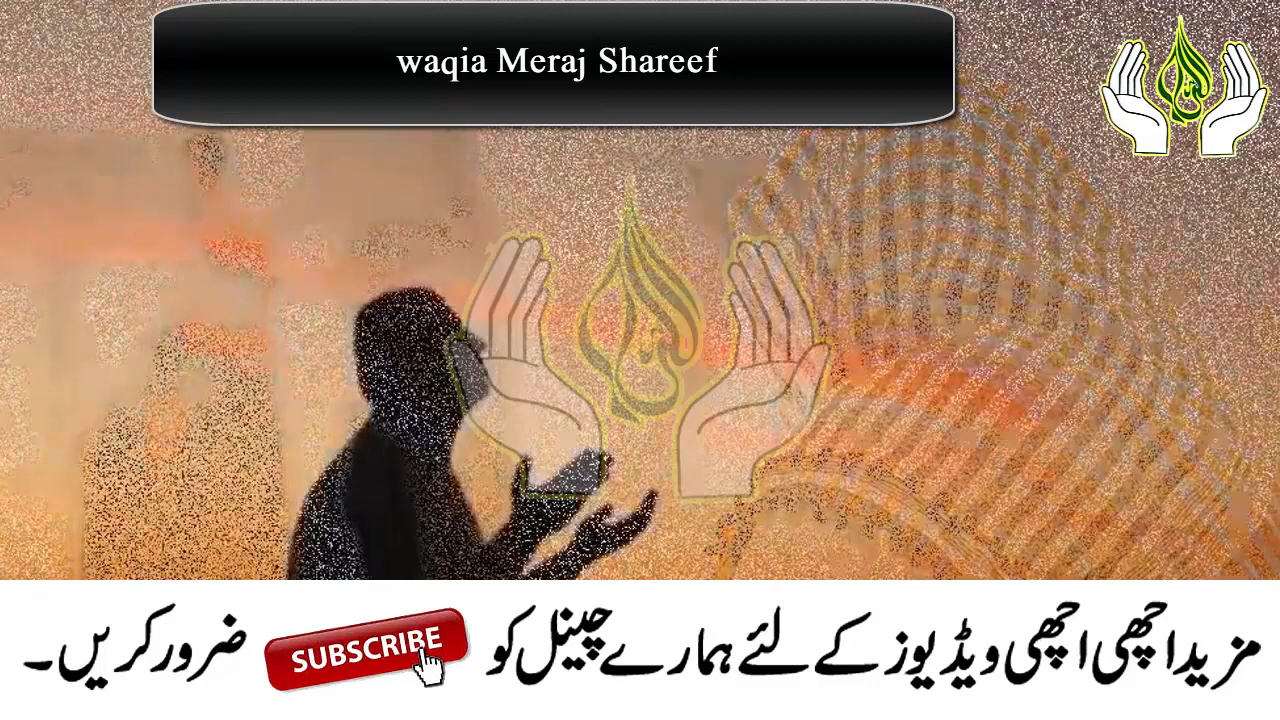 waqia Meraj Shareef
مزید اچھی اچھی ویڈیوز کے لئے ہمارے چینل کو SUBSCRIBE ضرور کریں۔